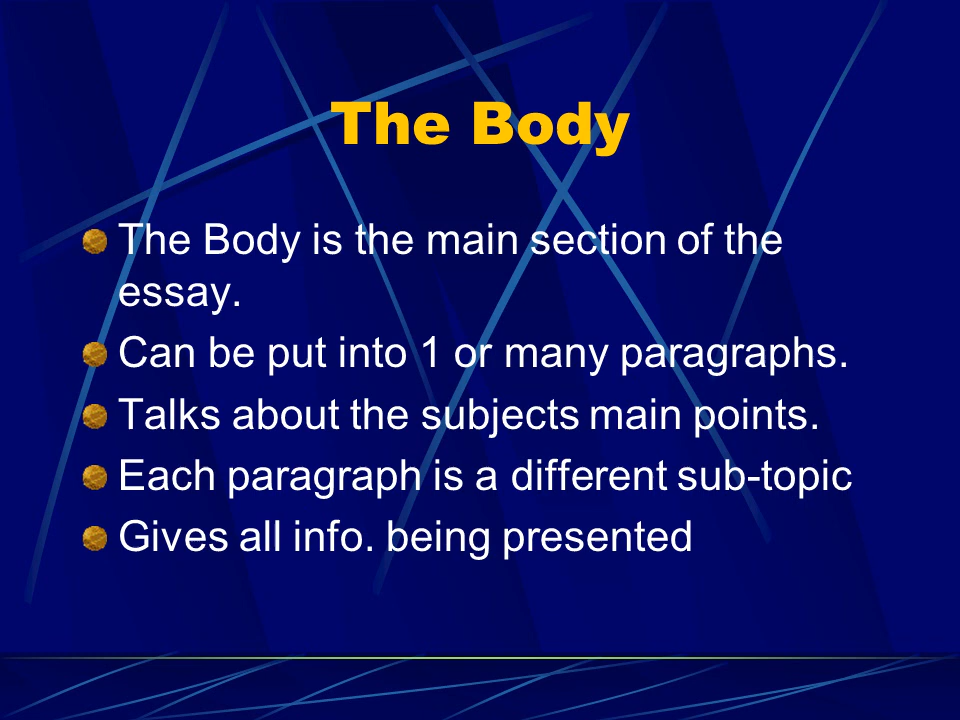 The Body
The Body is the main section of the
essay.
Can be put into 1 or many paragraphs.
Talks about the subjects main points.
Each paragraph is a different sub-topic
Gives all info. being presented